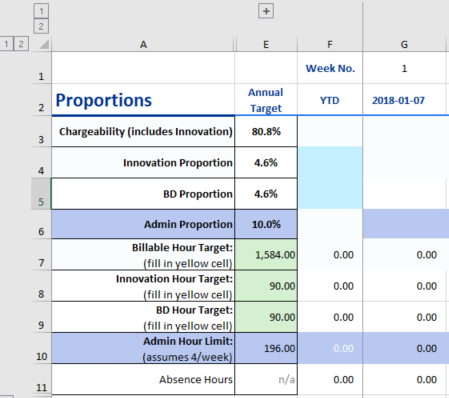 1
2
1 2 A E F G
1 Week No. 1
2 Proportions Annual Target YTD 2018-01-07
3 Chargeability (includes Innovation) 80.8%
4 Innovation Proportion 4.6%
5 BD Proportion 4.6%
6 Admin Proportion 10.0%
7 Billable Hour Target: (fill in yellow cell) 1,584.00 0.00 0.00
8 Innovation Hour Target: (fill in yellow cell) 90.00 0.00 0.00
9 BD Hour Target: (fill in yellow cell) 90.00 0.00 0.00
10 Admin Hour Limit: (assumes 4/week) 196.00 0.00 0.00
11 Absence Hours n/a 0.00 0.00